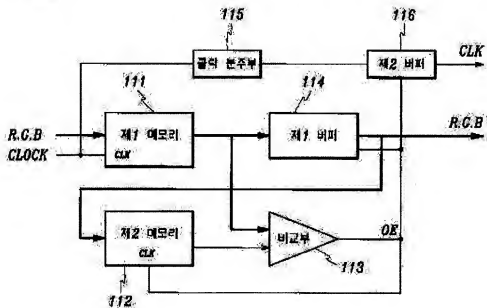 115
116
클럭 분주부
제2 버퍼
CLK
111
114
R.G.B
제1 메모리
CLK
제1 버퍼
R.G.B
CLOCK
제2 메모리
CLK
비교부
OE
113
112